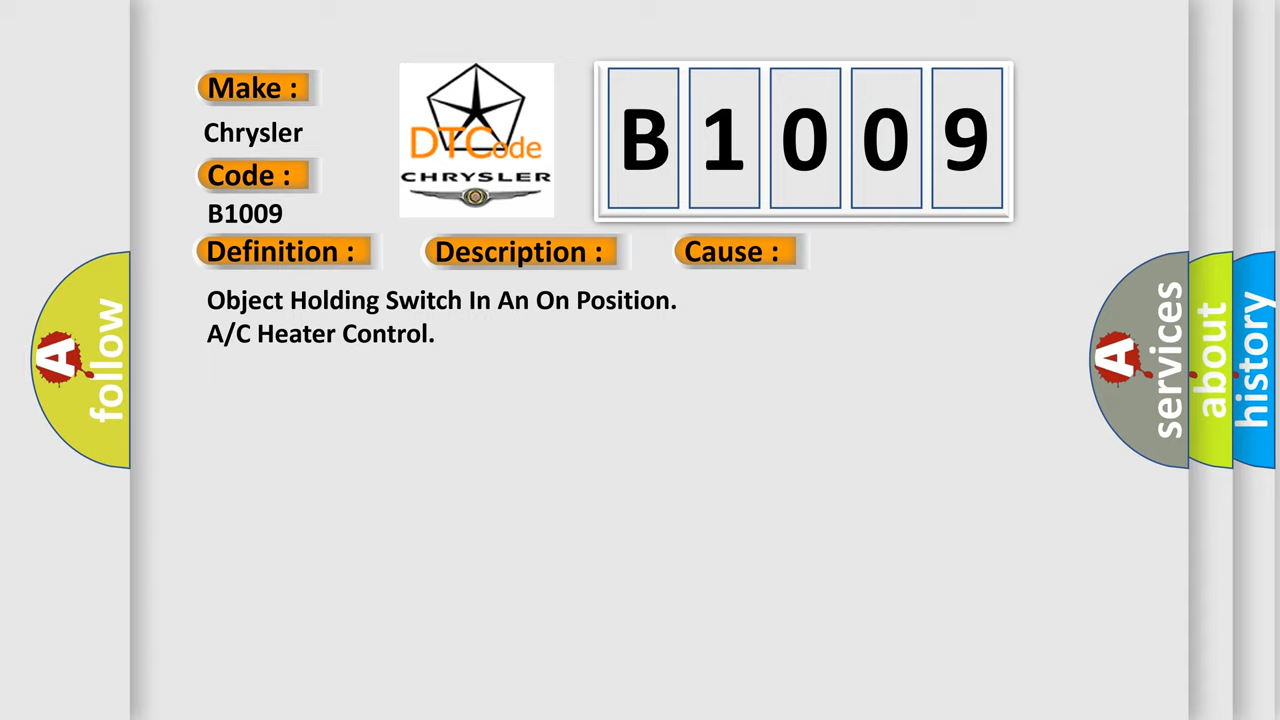 Make :
Chrysler
Code :
B1009
DTCode
CHRYSLER
B 1 0 0 9
Definition :
Description :
Cause :
Object Holding Switch In An On Position.
A/C Heater Control.
A follow
A services
about
history